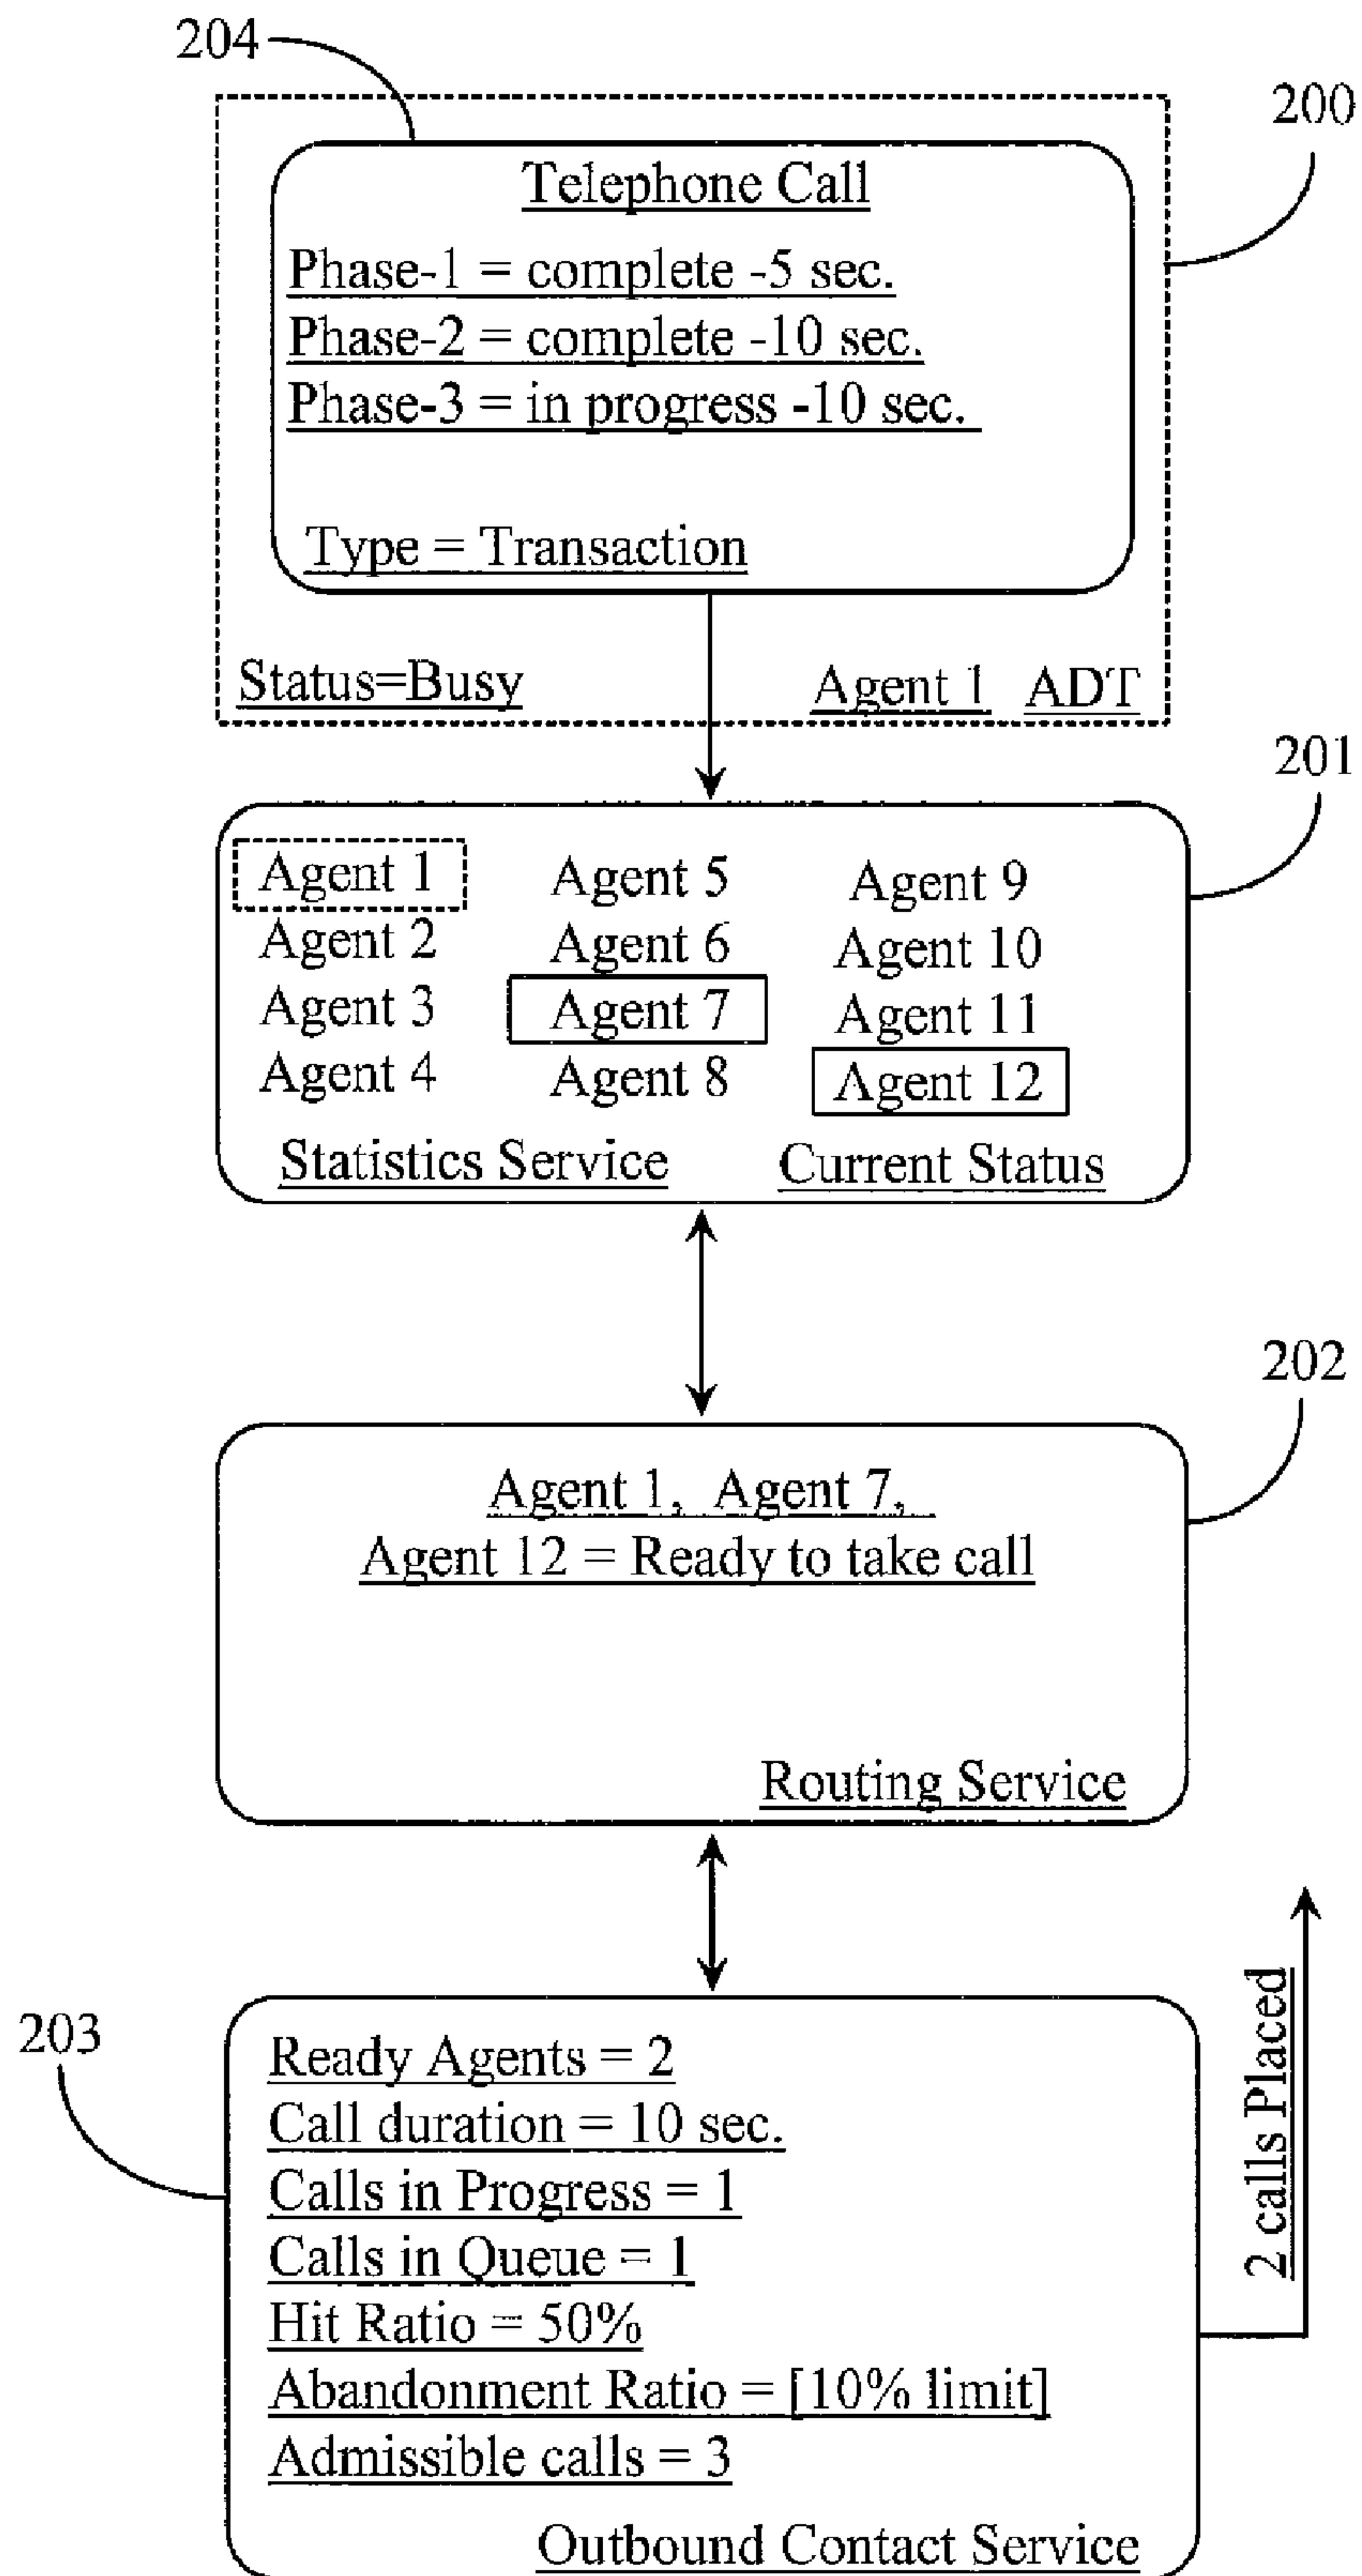 204
200
Telephone Call
Phase-1 = complete -5 sec.
Phase-2 = complete -10 sec.
Phase-3 = in progress -10 sec.
Type = Transaction
Status=Busy
Agent 1 ADT
201
Agent 1 Agent 5 Agent 9
Agent 2 Agent 6 Agent 10
Agent 3 Agent 7 Agent 11
Agent 4 Agent 8 Agent 12
Statistics Service Current Status
202
Agent 1, Agent 7,
Agent 12 = Ready to take call
Routing Service
203
Ready Agents = 2
Call duration = 10 sec.
Calls in Progress = 1
Calls in Queue = 1
Hit Ratio = 50%
Abandonment Ratio = [10% limit]
Admissible calls = 3
Outbound Contact Service
2 calls Placed